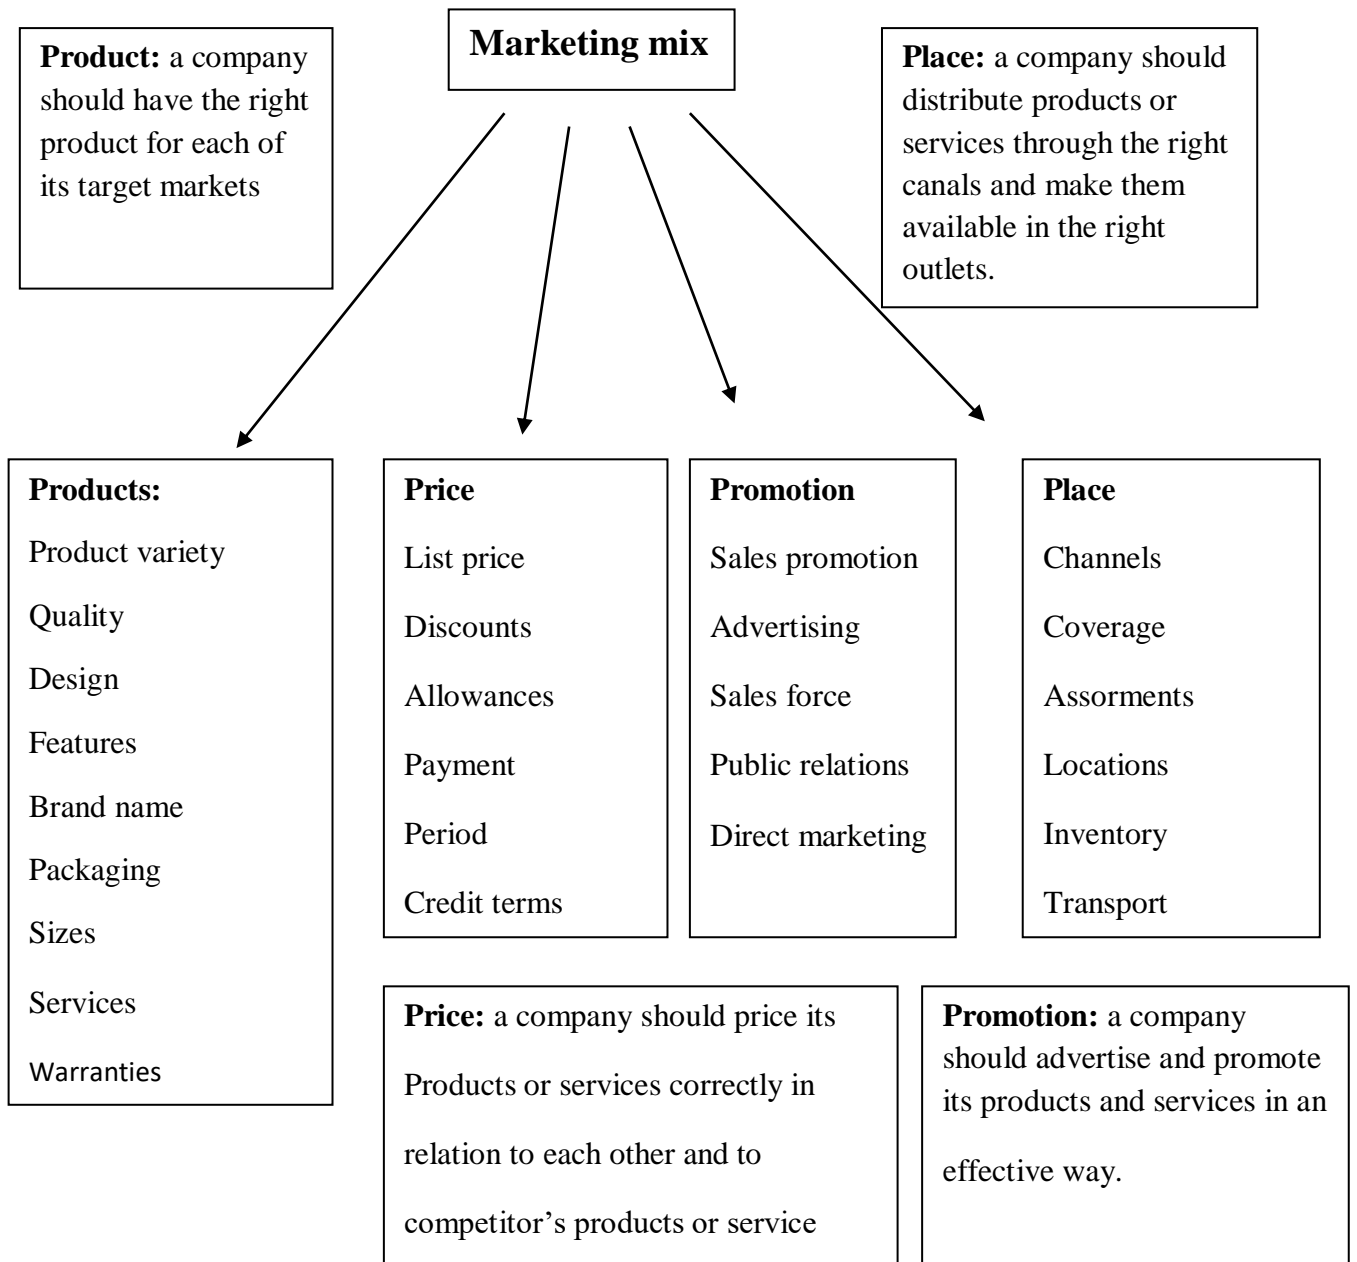 Marketing mix
Product: a company
should have the right
product for each of
its target markets
Place: a company should
distribute products or
services through the right
canals and make them
available in the right
outlets.
Products:
Product variety
Quality
Design
Features
Brand name
Packaging
Sizes
Services
Warranties
Price
List price
Discounts
Allowances
Payment
Period
Credit terms
Promotion
Sales promotion
Advertising
Sales force
Public relations
Direct marketing
Place
Channels
Coverage
Assorments
Locations
Inventory
Transport
Price: a company should price its
Products or services correctly in
relation to each other and to
competitor’s products or service
Promotion: a company
should advertise and promote
its products and services in an
effective way.